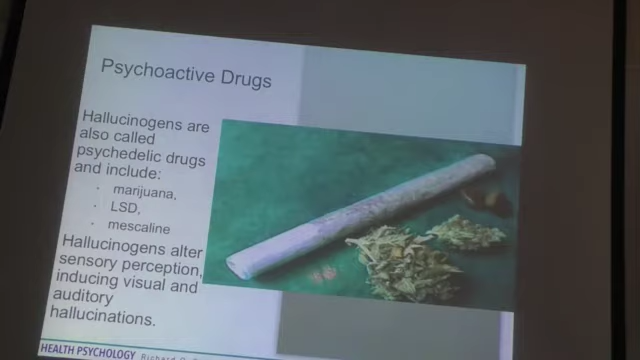 Psychoactive Drugs
Hallucinogens are
also called
psychedelic drugs
and include:
· marijuana,
· LSD,
· mescaline
Hallucinogens alter
sensory perception,
inducing visual and
auditory
hallucinations.
HEALTH PSYCHOLOGY Richard